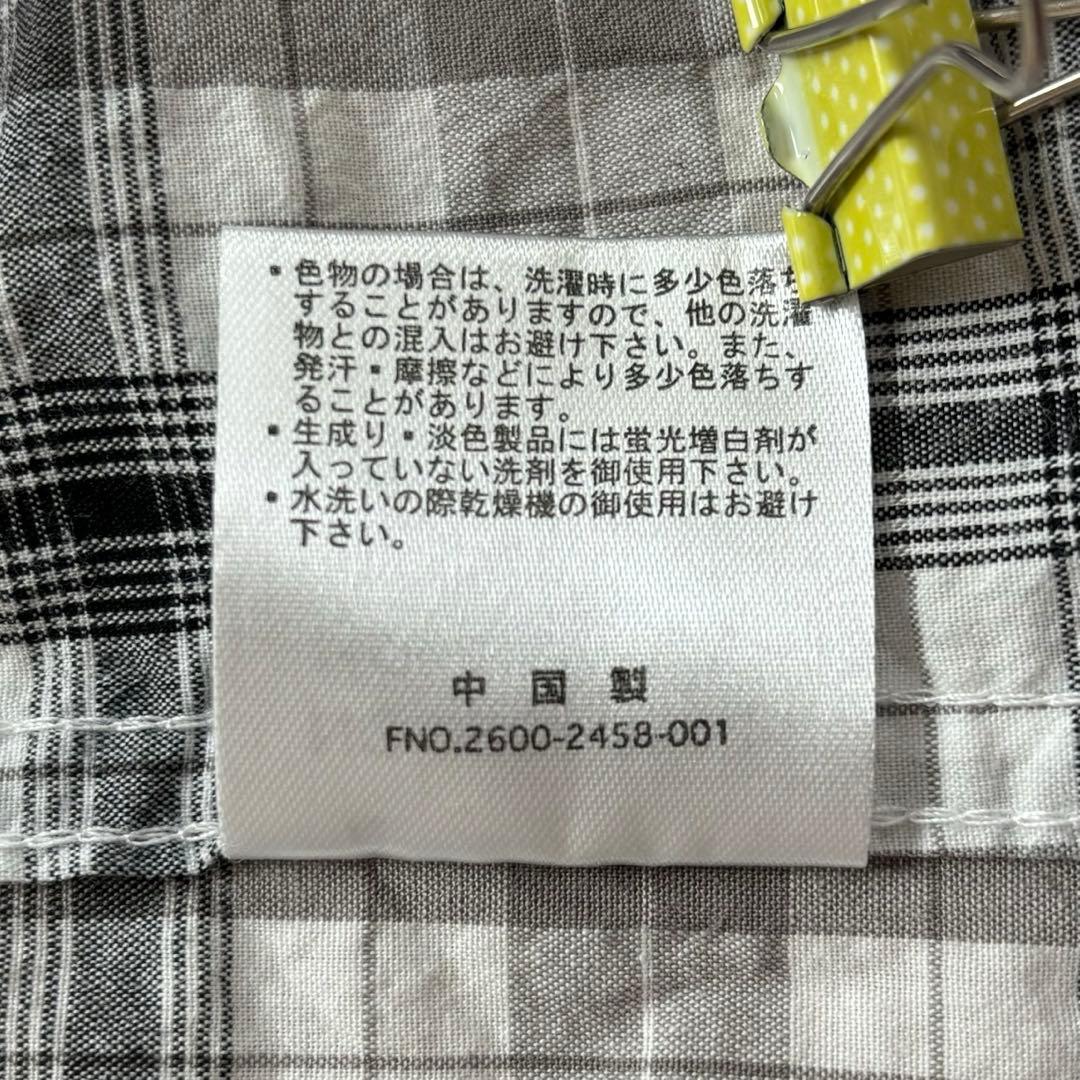 ・色物の場合は、洗濯時に多少色落ち
することがありますので、他の洗濯
物との混入はお避け下さい。また、
発汗・摩擦などにより多少色落ちす
ることがあります。
・生成り・淡色製品には蛍光増白剤が
入っていない洗剤を御使用下さい。
・水洗いの際乾燥機の御使用はお避け
下さい。
中国製
FNO.2600-2458-001